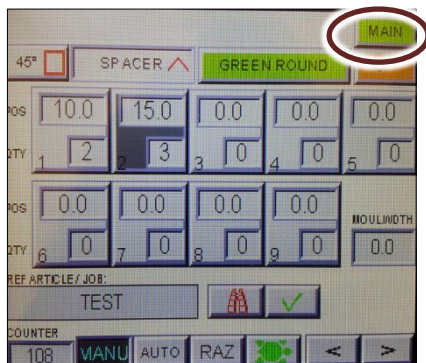 MAIN
45° SPACER GREEN ROUND
POS 10.0 15.0 0.0 0.0 0.0
QTY 1 2 2 3 3 0 4 0 5 0
POS 0.0 0.0 0.0 0.0 MOUL.WIDTH
QTY 6 0 7 0 8 0 9 0 0.0
REF ARTICLE / JOB:
TEST
COUNTER
108 MANU AUTO RAZ < >